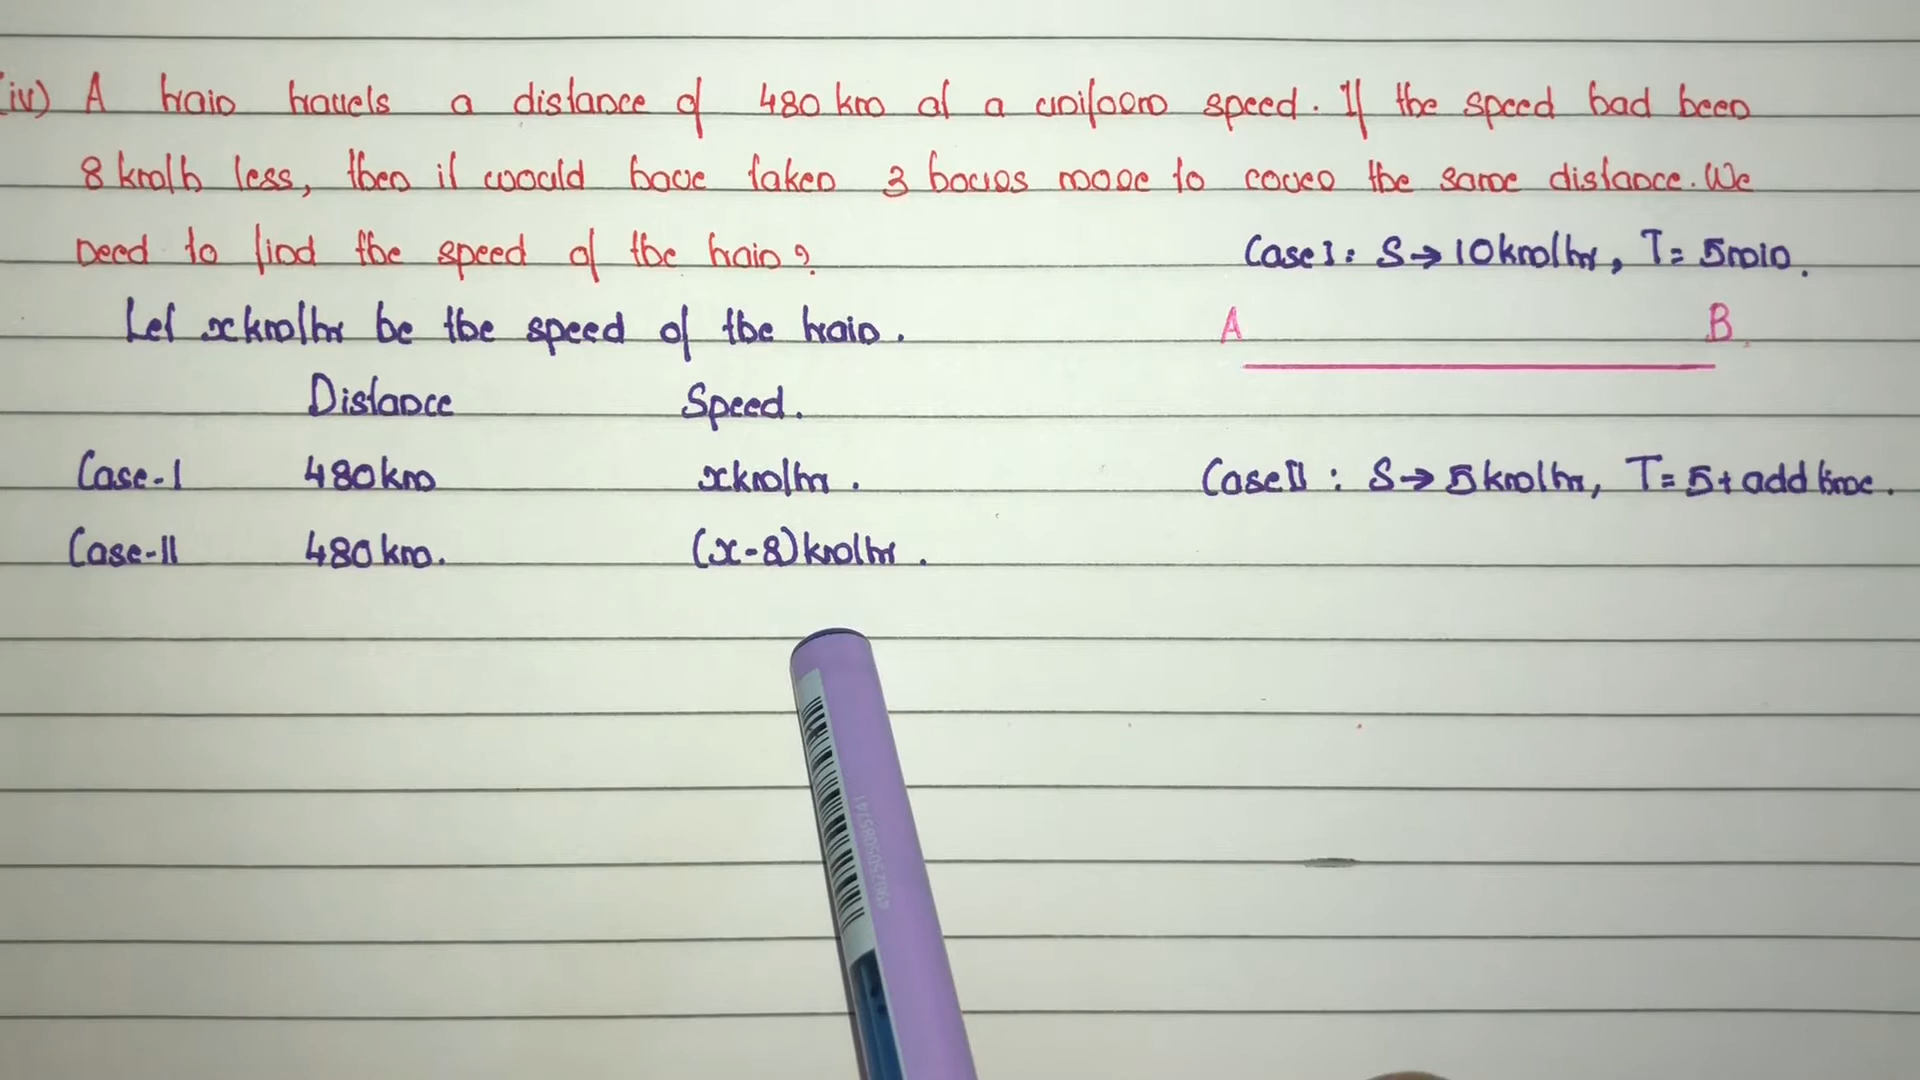 iv) A train travels a distance of 480 km at a uniform speed. If the speed had been
8 km/h less, then it would have taken 3 hours more to cover the same distance. We
need to find the speed of the train?
Case I: S→ 10 km/hr, T= 5min.
Let x km/hr be the speed of the train.
A B
Distance Speed.
Case-I 480 km x km/hr.
Case II : S→ 5 km/hr, T= 5+ add time.
Case-II 480 km. (x-8) km/hr.